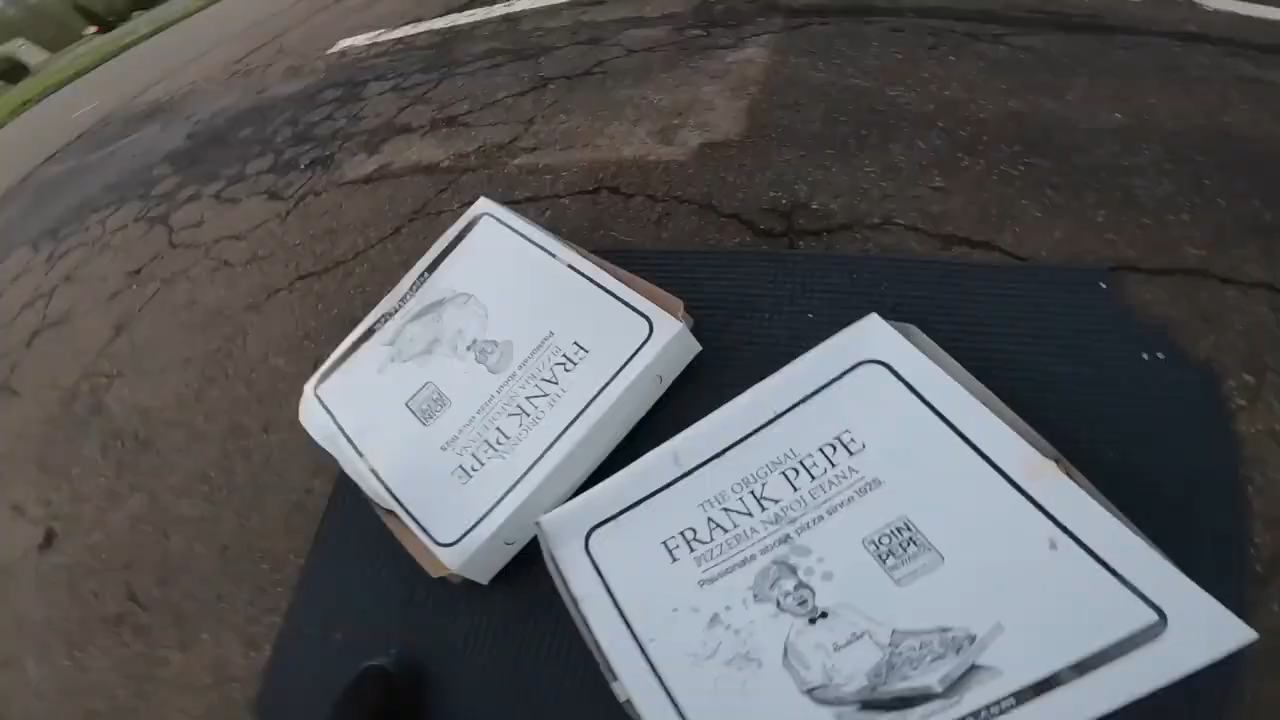 THE ORIGINAL
FRANK PEPE
PIZZERIA NAPOLETANA
Passionate about pizza since 1925.
JOIN
PEPE
THE ORIGINAL
FRANK PEPE
PIZZERIA NAPOLETANA
Passionate about pizza since 1925.
JOIN